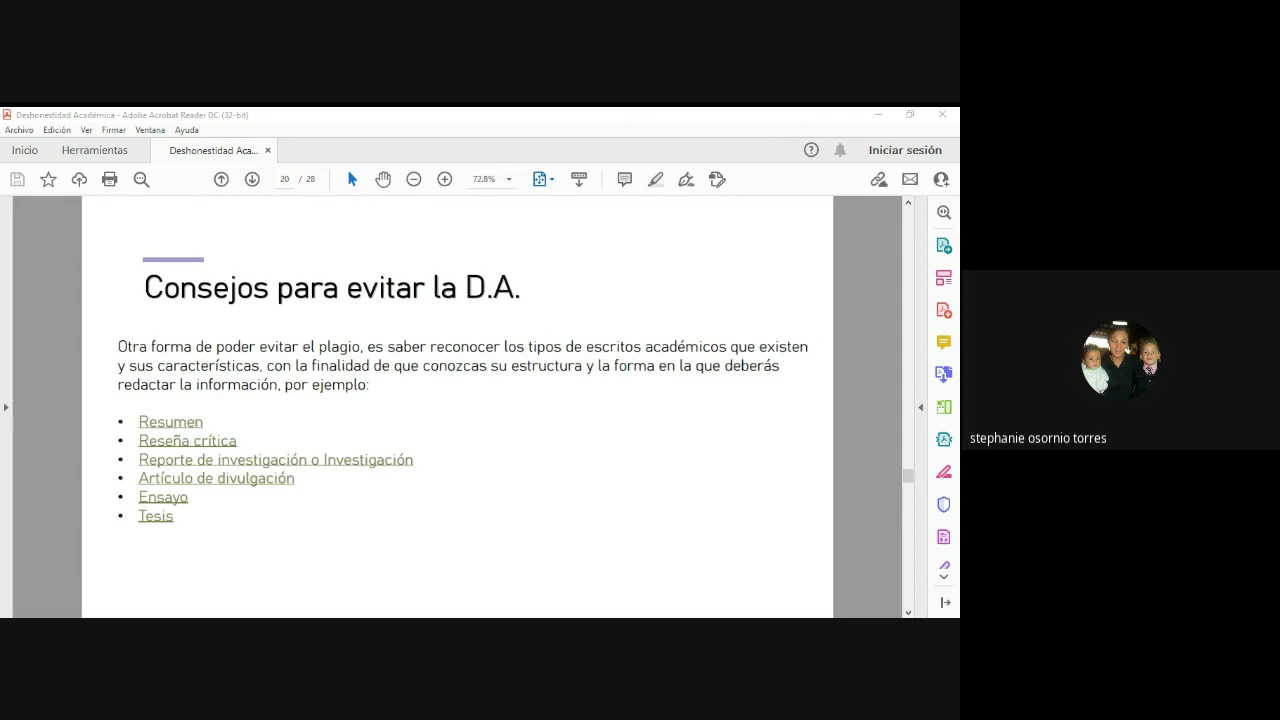 Deshonestidad Académica - Adobe Acrobat Reader DC (32-bit)
Archivo Edición Ver Firmar Ventana Ayuda
Inicio Herramientas Deshonestidad Aca... × Iniciar sesión
20 / 28 72.8%
Consejos para evitar la D.A.
Otra forma de poder evitar el plagio, es saber reconocer los tipos de escritos académicos que existen
y sus características, con la finalidad de que conozcas su estructura y la forma en la que deberás
redactar la información, por ejemplo:
• Resumen
• Reseña crítica
• Reporte de investigación o Investigación
• Artículo de divulgación
• Ensayo
• Tesis
stephanie osornio torres